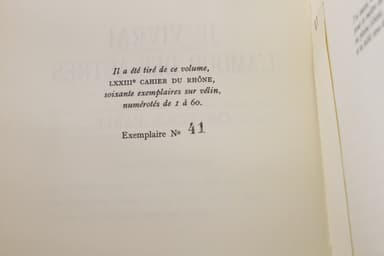 Il a été tiré de ce volume,
LXXIIIᵉ CAHIER DU RHÔNE,
soixante exemplaires sur vélin,
numérotés de 1 à 60.
Exemplaire Nº 41